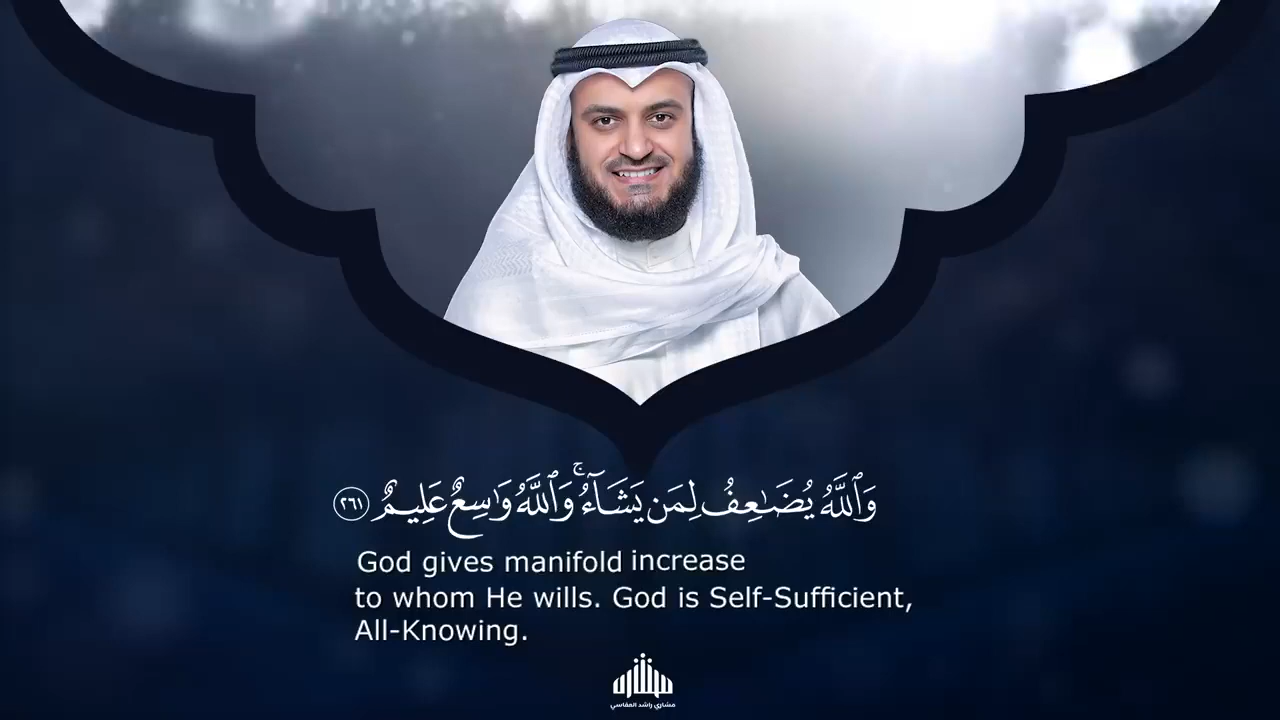 وَٱللَّهُ يُضَـٰعِفُ لِمَن يَشَآءُ ۚ وَٱللَّهُ وَٰسِعٌ عَلِيمٌ ٢٦١
God gives manifold increase
to whom He wills. God is Self-Sufficient,
All-Knowing.
مشاري راشد العفاسي